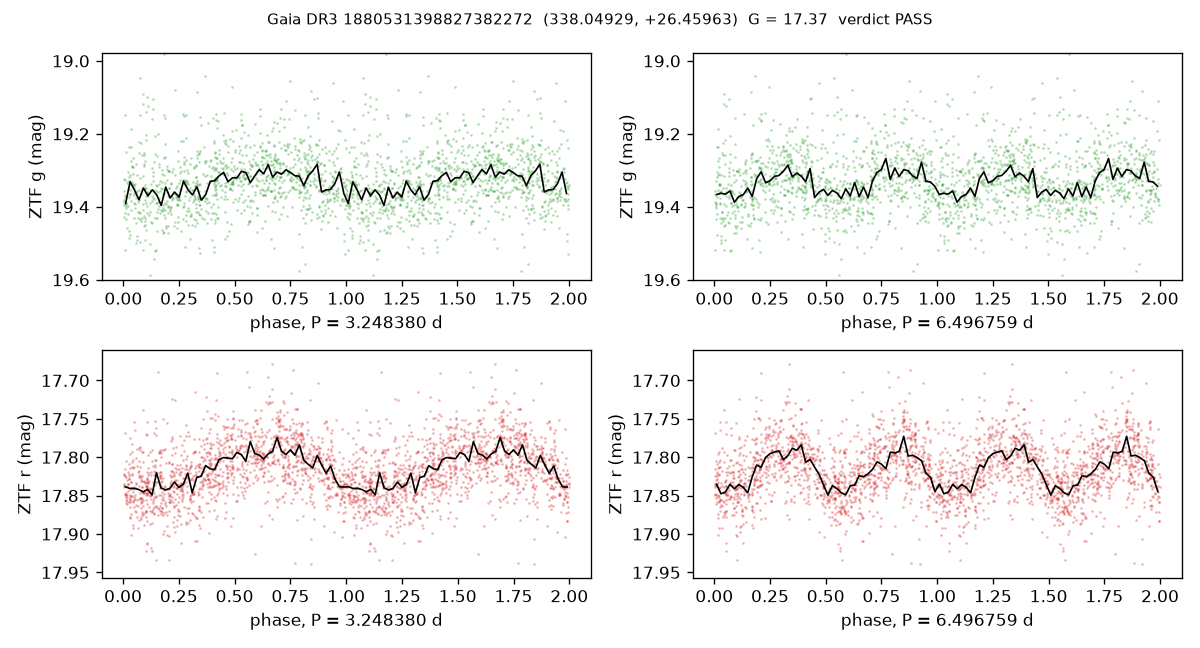 Gaia DR3 1880531398827382272  (338.04929, +26.45963)  G = 17.37  verdict PASS
ZTF g (mag)
19.0
19.2
19.4
19.6
0.00 0.25 0.50 0.75 1.00 1.25 1.50 1.75 2.00
phase, P = 3.248380 d
ZTF g (mag)
19.0
19.2
19.4
19.6
0.00 0.25 0.50 0.75 1.00 1.25 1.50 1.75 2.00
phase, P = 6.496759 d
ZTF r (mag)
17.70
17.75
17.80
17.85
17.90
17.95
0.00 0.25 0.50 0.75 1.00 1.25 1.50 1.75 2.00
phase, P = 3.248380 d
ZTF r (mag)
17.70
17.75
17.80
17.85
17.90
17.95
0.00 0.25 0.50 0.75 1.00 1.25 1.50 1.75 2.00
phase, P = 6.496759 d